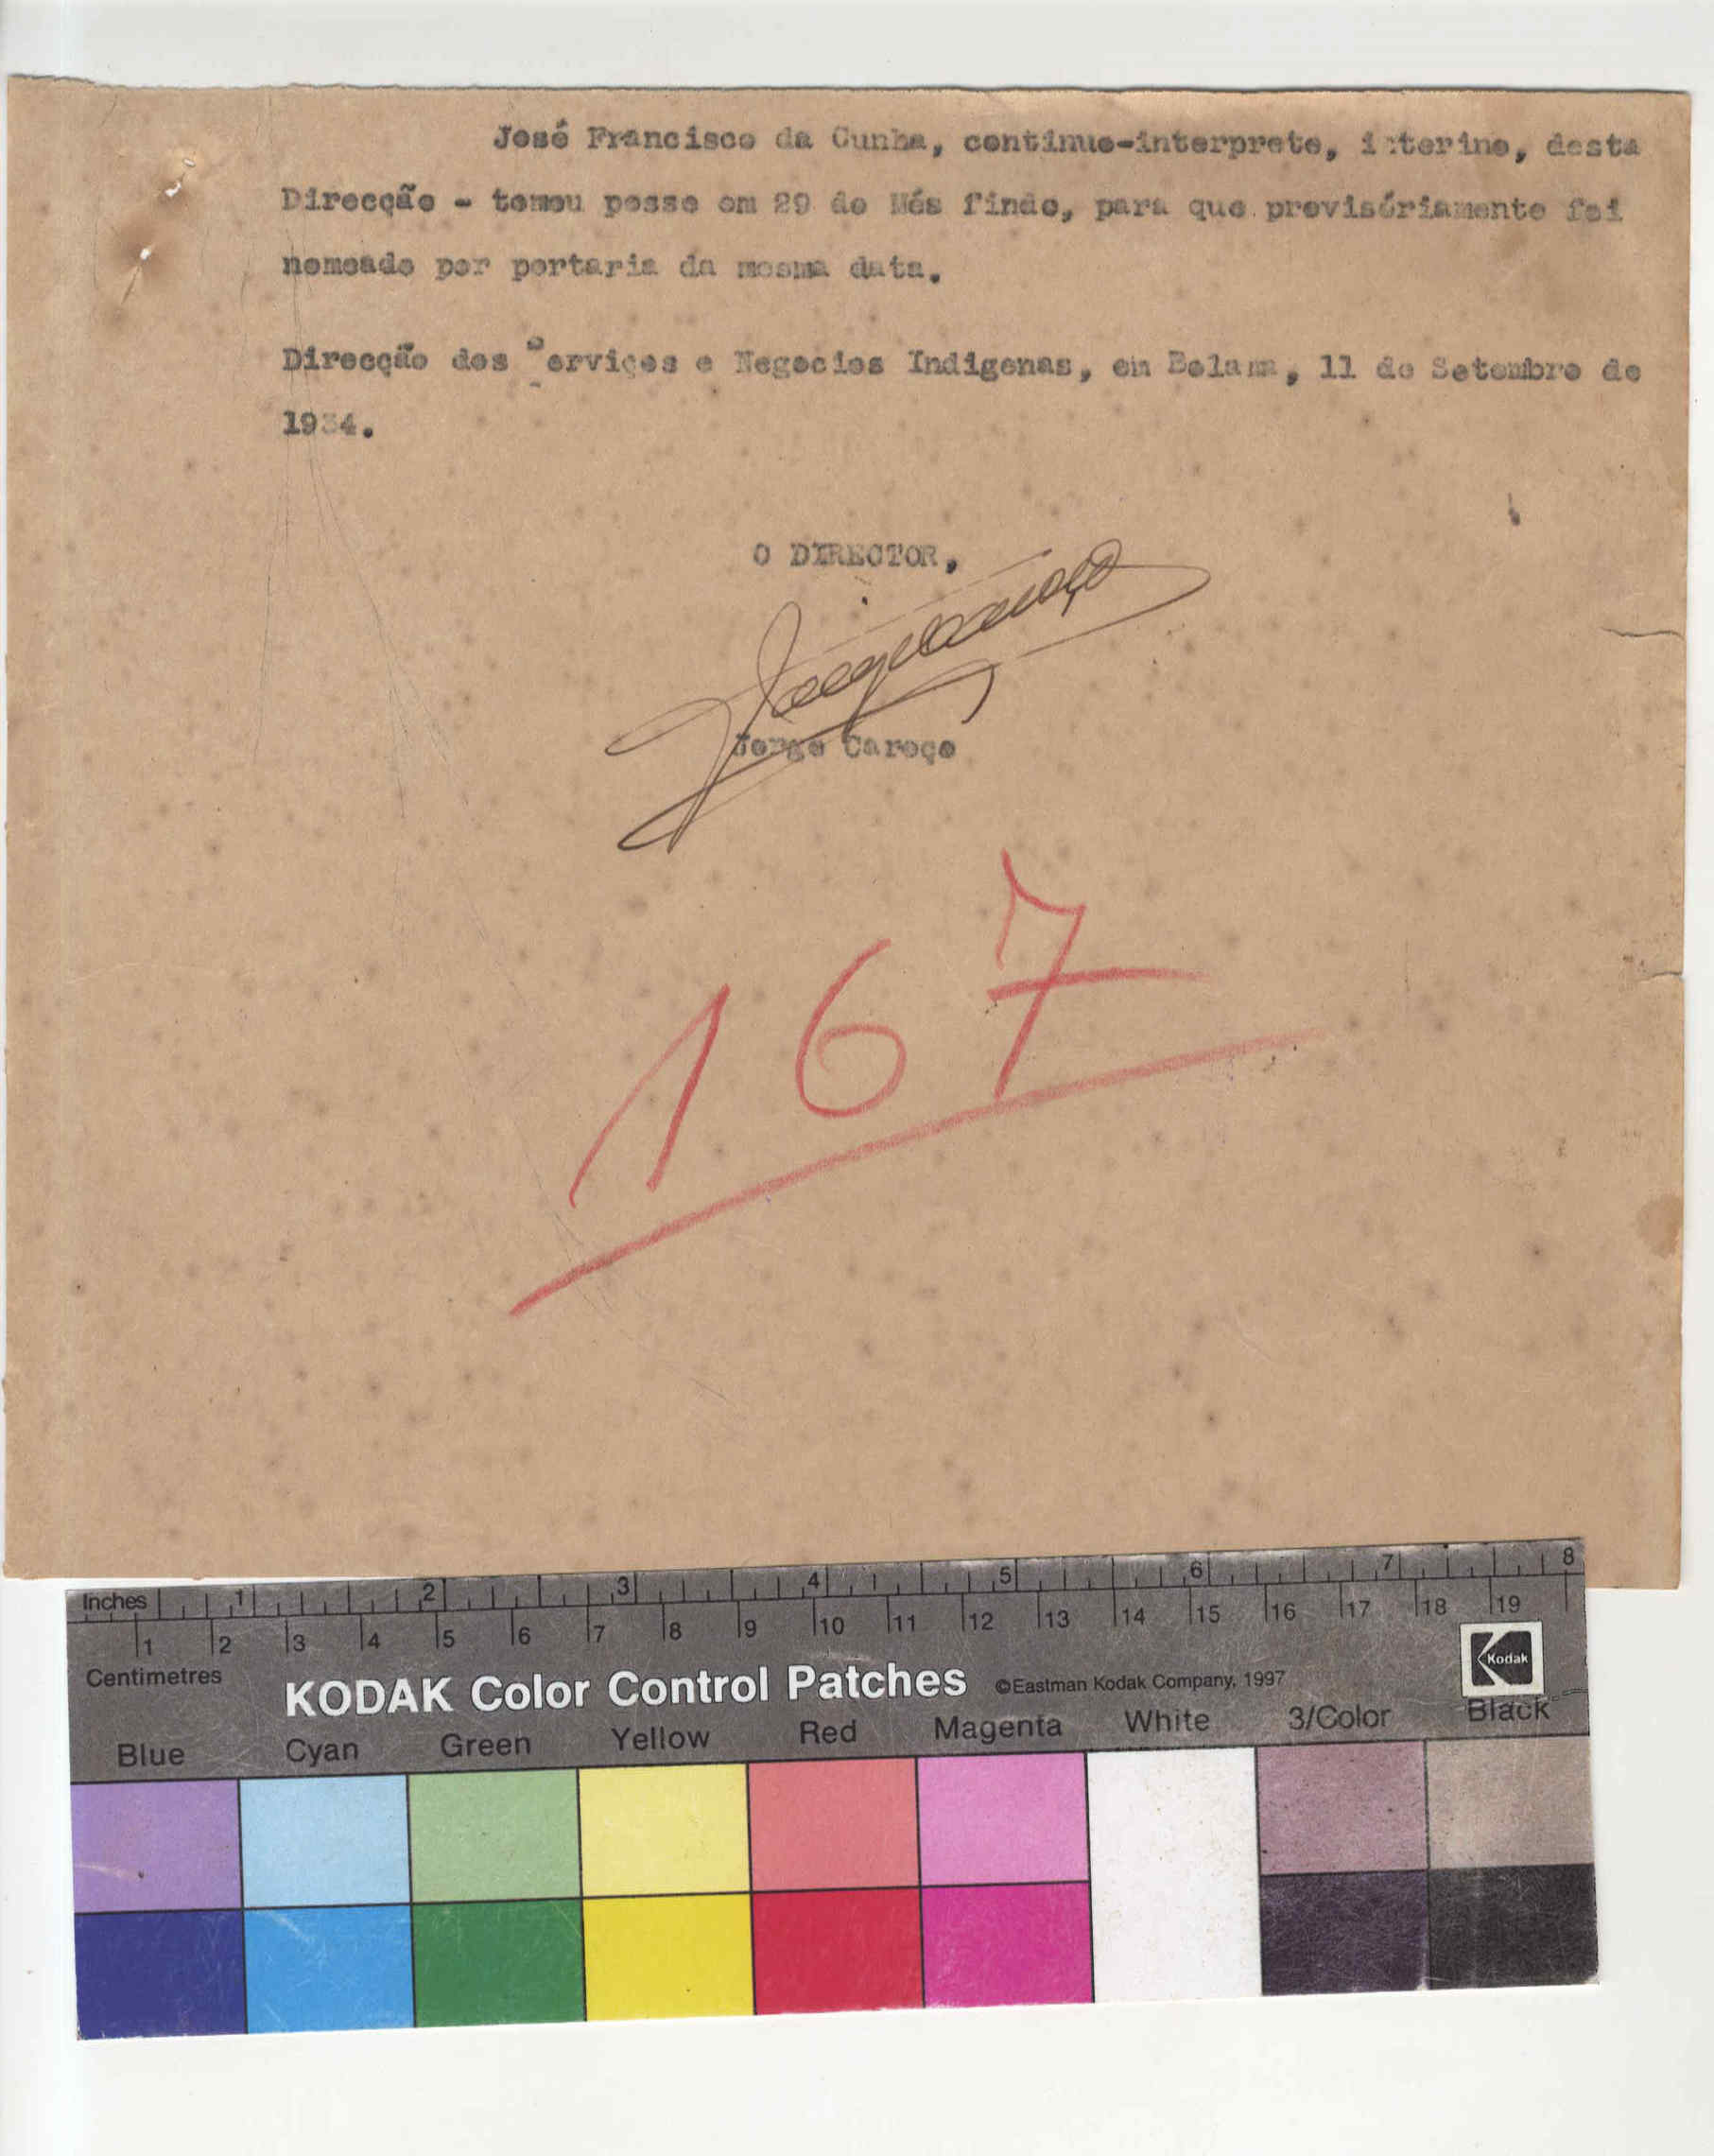 José Francisco da Cunha, continuo-interprete, interino, desta
Direcção - tomou posse em 29 do Mês findo, para que provisóriamente foi
nomeado por portaria da mesma data.
Direcção dos Serviços e Negocios Indigenas, em Bolama, 11 de Setembro de
1934.
O DIRECTOR,
Jorge Caroço
167
Inches 1 2 3 4 5 6 7 8
1 2 3 4 5 6 7 8 9 10 11 12 13 14 15 16 17 18 19
Centimetres
KODAK Color Control Patches ©Eastman Kodak Company, 1997 Kodak
Blue Cyan Green Yellow Red Magenta White 3/Color Black